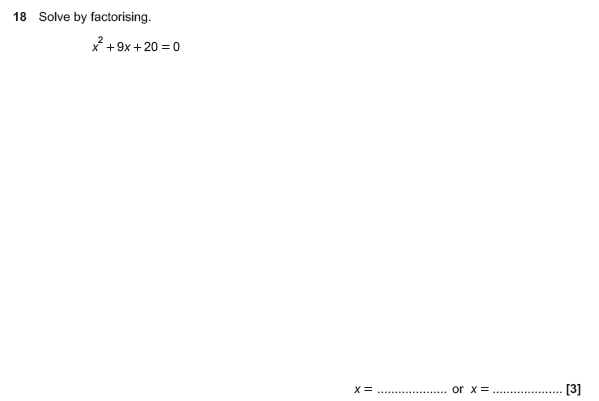 18 Solve by factorising.
x² + 9x + 20 = 0
x = .................... or x = .................... [3]